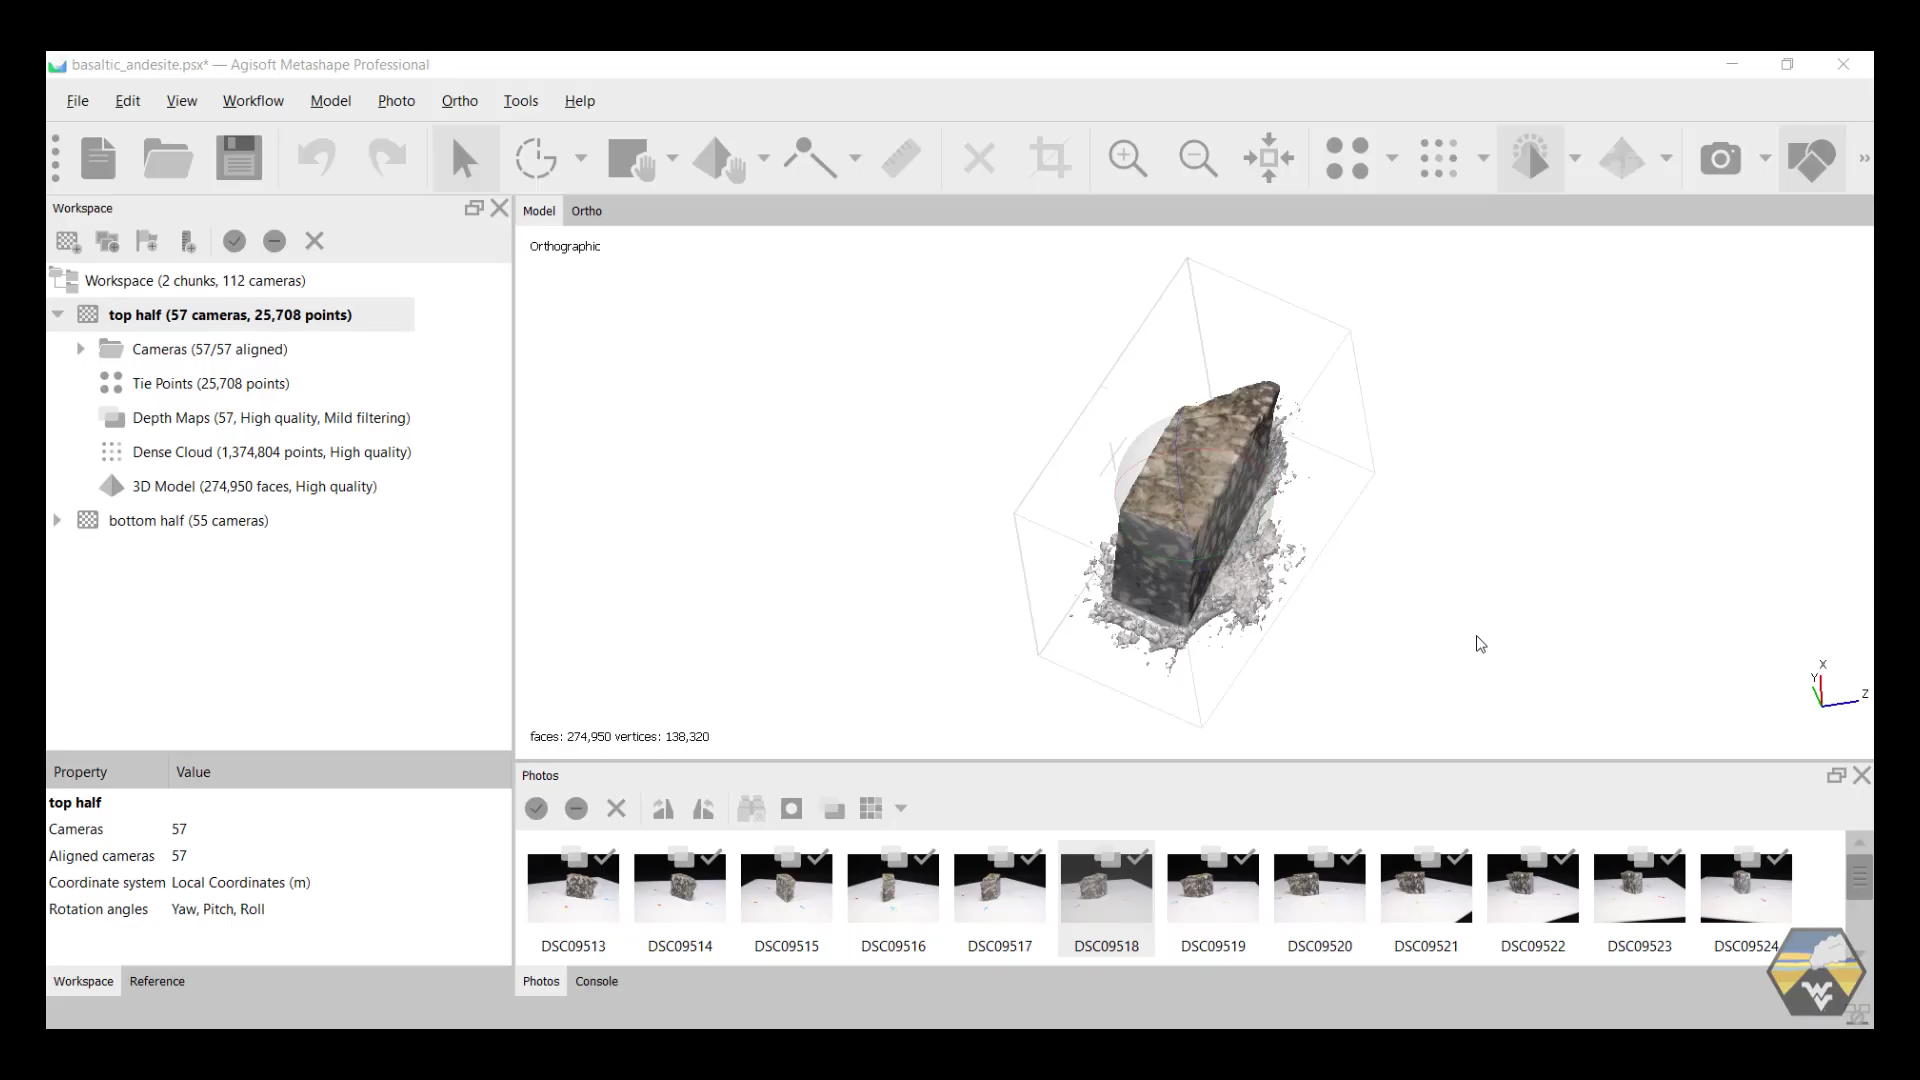 basaltic_andesite.psx* — Agisoft Metashape Professional
File Edit View Workflow Model Photo Ortho Tools Help
Workspace
Workspace (2 chunks, 112 cameras)
top half (57 cameras, 25,708 points)
Cameras (57/57 aligned)
Tie Points (25,708 points)
Depth Maps (57, High quality, Mild filtering)
Dense Cloud (1,374,804 points, High quality)
3D Model (274,950 faces, High quality)
bottom half (55 cameras)
Property Value
top half
Cameras 57
Aligned cameras 57
Coordinate system Local Coordinates (m)
Rotation angles Yaw, Pitch, Roll
Workspace Reference
Model Ortho
Orthographic
X
Y
Z
faces: 274,950 vertices: 138,320
Photos
DSC09513 DSC09514 DSC09515 DSC09516 DSC09517 DSC09518 DSC09519 DSC09520 DSC09521 DSC09522 DSC09523 DSC09524
Photos Console
WV